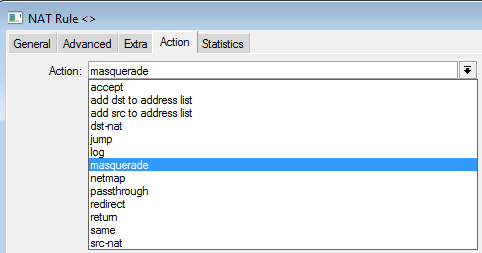 NAT Rule <>
General Advanced Extra Action Statistics
Action: masquerade
accept
add dst to address list
add src to address list
dst-nat
jump
log
masquerade
netmap
passthrough
redirect
return
same
src-nat